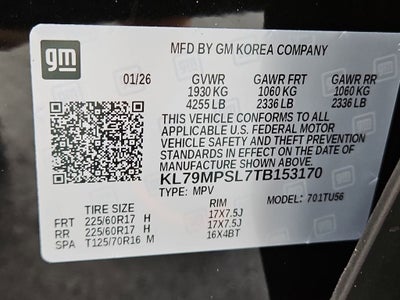 gm
MFD BY GM KOREA COMPANY
01/26 GVWR GAWR FRT GAWR RR
1930 KG 1060 KG 1060 KG
4255 LB 2336 LB 2336 LB
THIS VEHICLE CONFORMS TO ALL
APPLICABLE U.S. FEDERAL MOTOR
VEHICLE SAFETY AND THEFT PREVENTION
STANDARDS IN EFFECT ON THE DATE
OF MANUFACTURE SHOWN ABOVE.
KL79MPSL7TB153170
TYPE: MPV MODEL: 701TU56
TIRE SIZE RIM
FRT 225/60R17 H 17X7.5J
RR 225/60R17 H 17X7.5J
SPA T125/70R16 M 16X4BT